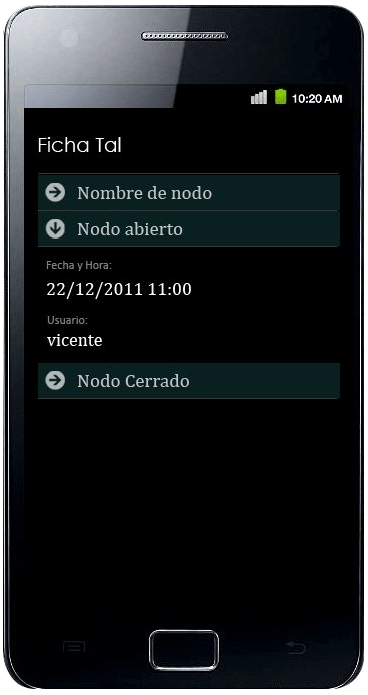 10:20 AM
Ficha Tal
Nombre de nodo
Nodo abierto
Fecha y Hora:
22/12/2011 11:00
Usuario:
vicente
Nodo Cerrado